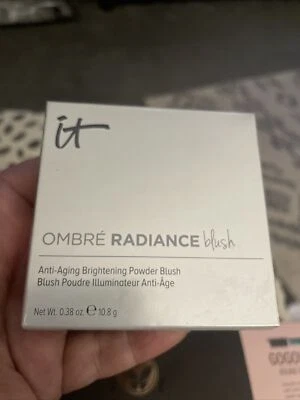 it
OMBRÉ RADIANCE blush
Anti-Aging Brightening Powder Blush
Blush Poudre Illuminateur Anti-Âge
Net Wt. 0.38 oz. ℮ 10.8 g